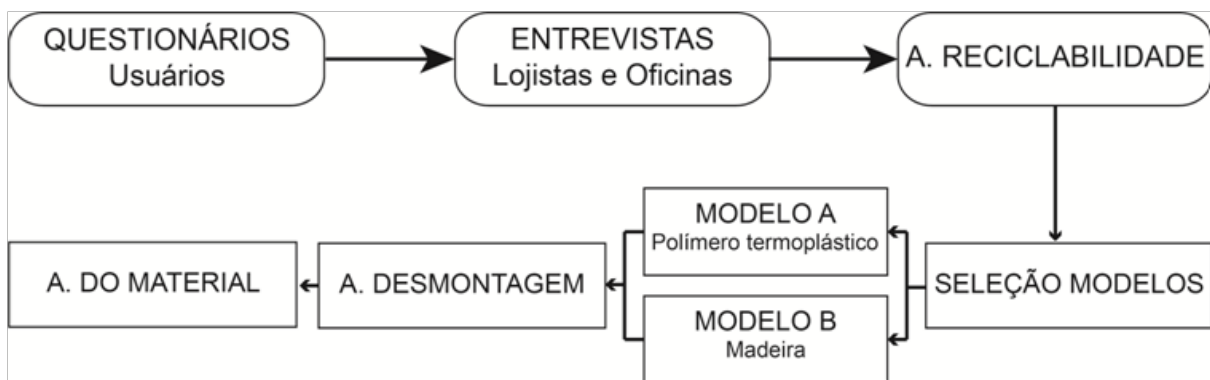 QUESTIONÁRIOS
Usuários
ENTREVISTAS
Lojistas e Oficinas
A. RECICLABILIDADE
SELEÇÃO MODELOS
MODELO A
Polímero termoplástico
MODELO B
Madeira
A. DESMONTAGEM
A. DO MATERIAL